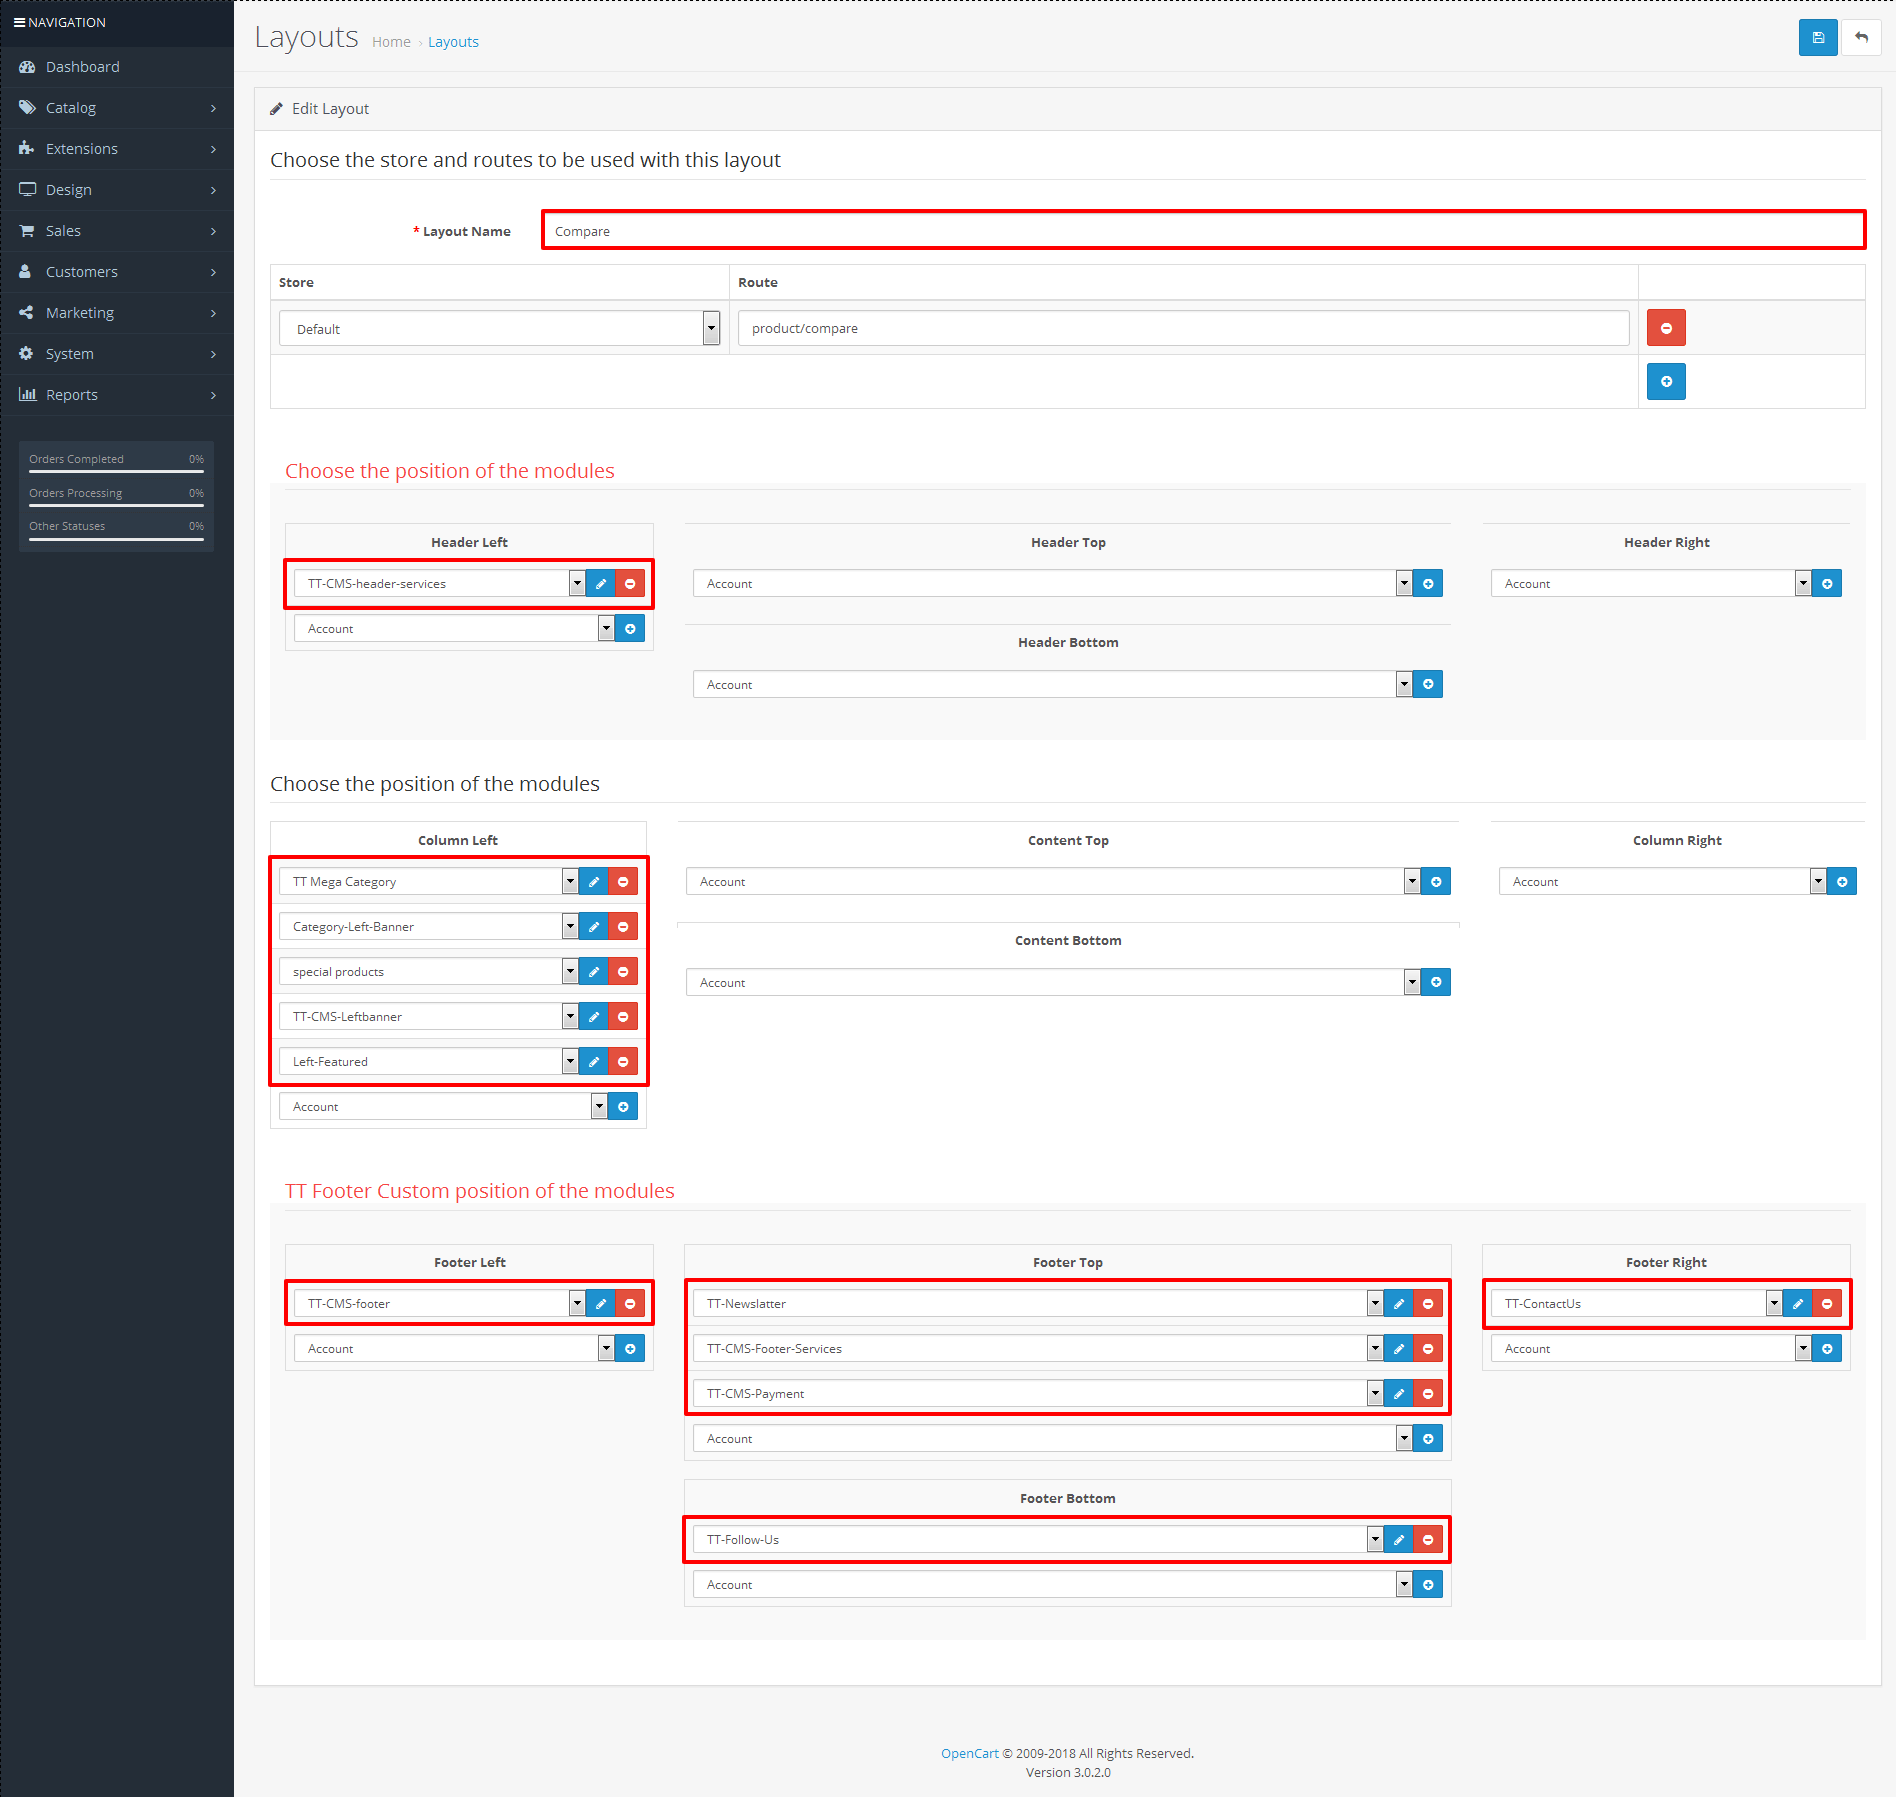 NAVIGATION
Dashboard
Catalog
Extensions
Design
Sales
Customers
Marketing
System
Reports
Orders Completed 0%
Orders Processing 0%
Other Statuses 0%
Layouts Home › Layouts
Edit Layout
Choose the store and routes to be used with this layout
* Layout Name Compare
Store Route
Default product/compare
Choose the position of the modules
Header Left
TT-CMS-header-services
Account
Header Top
Account
Header Bottom
Account
Header Right
Account
Choose the position of the modules
Column Left
TT Mega Category
Category-Left-Banner
special products
TT-CMS-Leftbanner
Left-Featured
Account
Content Top
Account
Content Bottom
Account
Column Right
Account
TT Footer Custom position of the modules
Footer Left
TT-CMS-footer
Account
Footer Top
TT-Newslatter
TT-CMS-Footer-Services
TT-CMS-Payment
Account
Footer Bottom
TT-Follow-Us
Account
Footer Right
TT-ContactUs
Account
OpenCart © 2009-2018 All Rights Reserved.
Version 3.0.2.0